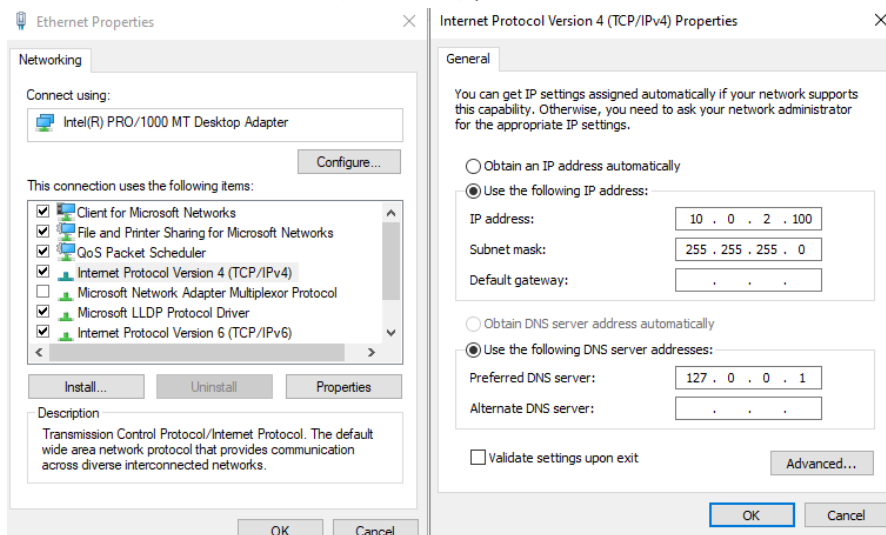 Ethernet Properties
Networking
Connect using:
Intel(R) PRO/1000 MT Desktop Adapter
Configure...
This connection uses the following items:
Client for Microsoft Networks
File and Printer Sharing for Microsoft Networks
QoS Packet Scheduler
Internet Protocol Version 4 (TCP/IPv4)
Microsoft Network Adapter Multiplexor Protocol
Microsoft LLDP Protocol Driver
Internet Protocol Version 6 (TCP/IPv6)
Install... Uninstall Properties
Description
Transmission Control Protocol/Internet Protocol. The default
wide area network protocol that provides communication
across diverse interconnected networks.
OK Cancel
Internet Protocol Version 4 (TCP/IPv4) Properties
General
You can get IP settings assigned automatically if your network supports
this capability. Otherwise, you need to ask your network administrator
for the appropriate IP settings.
Obtain an IP address automatically
Use the following IP address:
IP address: 10 . 0 . 2 . 100
Subnet mask: 255 . 255 . 255 . 0
Default gateway: . . .
Obtain DNS server address automatically
Use the following DNS server addresses:
Preferred DNS server: 127 . 0 . 0 . 1
Alternate DNS server: . . .
Validate settings upon exit
Advanced...
OK Cancel